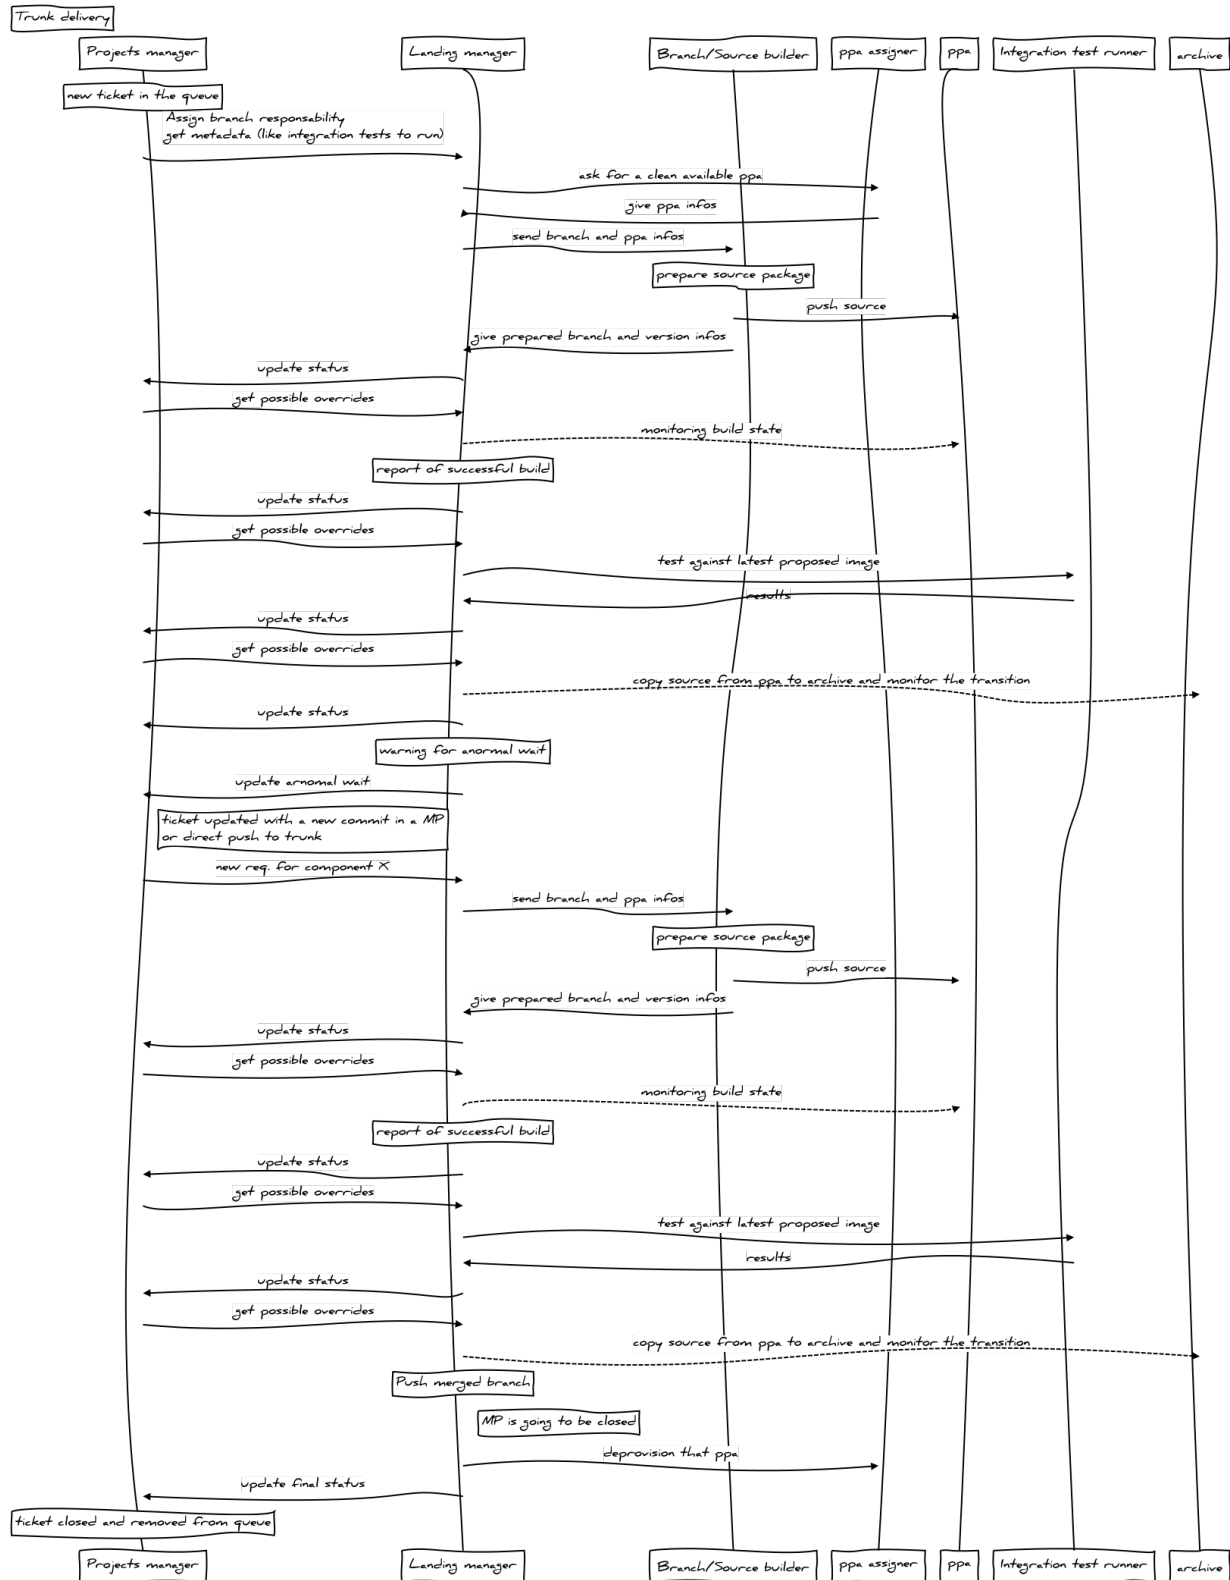 Trunk delivery
Projects manager
Landing manager
Branch/Source builder
ppa assigner
ppa
Integration test runner
archive
new ticket in the queue
Assign branch responsability
get metadata (like integration tests to run)
ask for a clean available ppa
give ppa infos
send branch and ppa infos
prepare source package
push source
give prepared branch and version infos
update status
get possible overrides
monitoring build state
report of successful build
update status
get possible overrides
test against latest proposed image
results
update status
get possible overrides
copy source from ppa to archive and monitor the transition
update status
warning for anormal wait
update arnomal wait
ticket updated with a new commit in a MP
or direct push to trunk
new req. for component X
send branch and ppa infos
prepare source package
push source
give prepared branch and version infos
update status
get possible overrides
monitoring build state
report of successful build
update status
get possible overrides
test against latest proposed image
results
update status
get possible overrides
copy source from ppa to archive and monitor the transition
Push merged branch
MP is going to be closed
deprovision that ppa
update final status
ticket closed and removed from queue
Projects manager
Landing manager
Branch/Source builder
ppa assigner
ppa
Integration test runner
archive